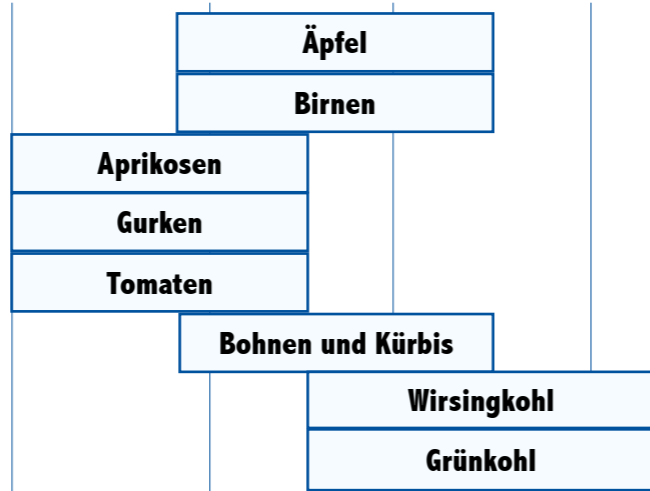 Äpfel
Birnen
Aprikosen
Gurken
Tomaten
Bohnen und Kürbis
Wirsingkohl
Grünkohl